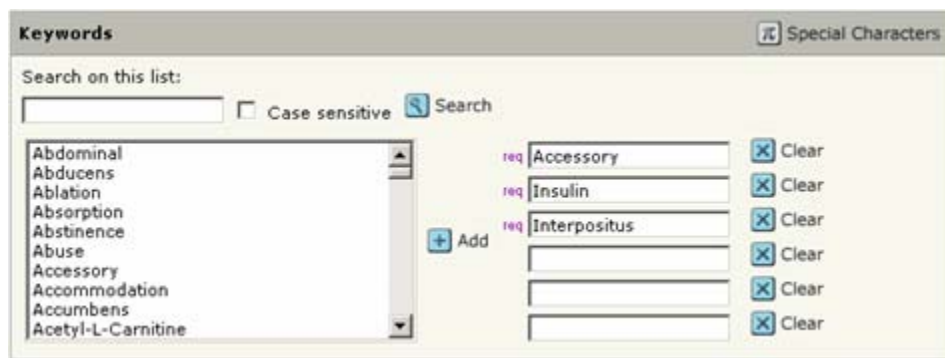 Keywords
π Special Characters
Search on this list:
Case sensitive
Search
Abdominal
Abducens
Ablation
Absorption
Abstinence
Abuse
Accessory
Accommodation
Accumbens
Acetyl-L-Carnitine
Add
req Accessory Clear
req Insulin Clear
req Interpositus Clear
Clear
Clear
Clear